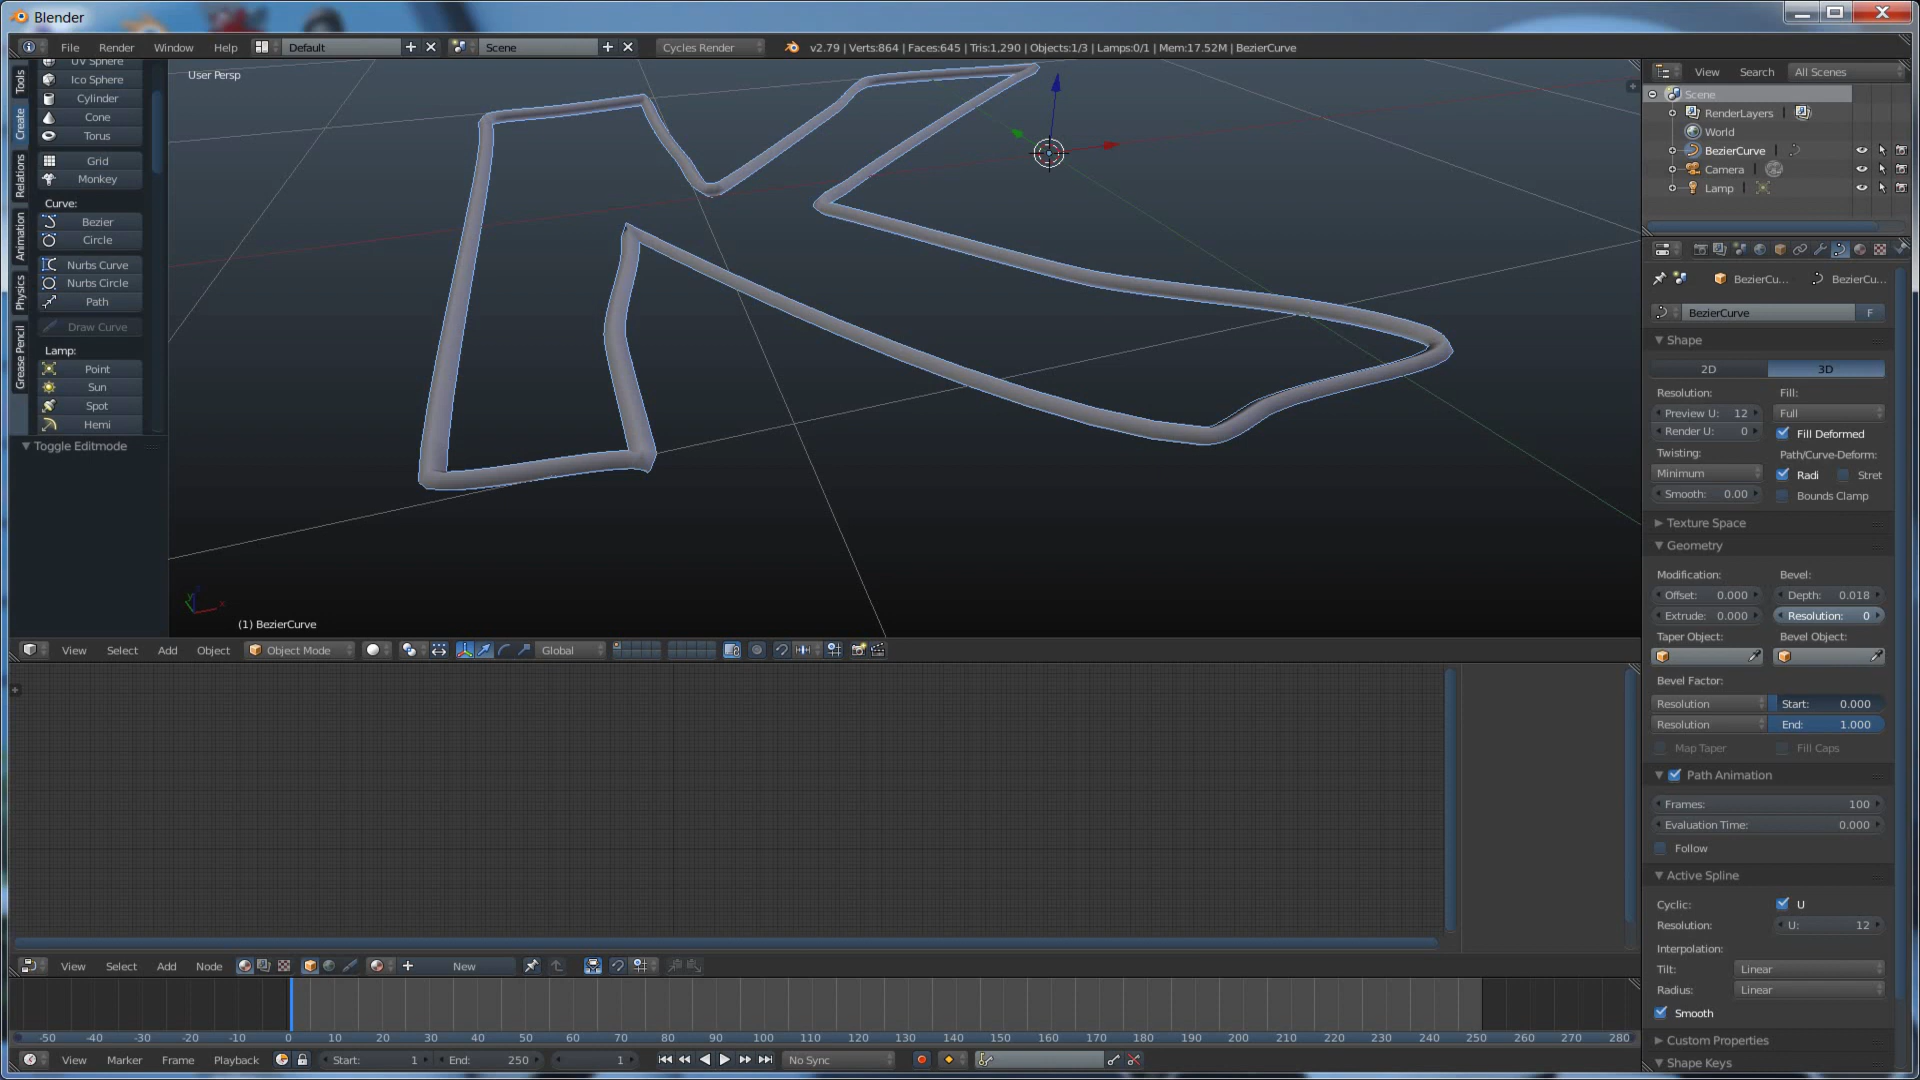 Blender
File Render Window Help Default Scene Cycles Render v2.79 | Verts:864 | Faces:645 | Tris:1,290 | Objects:1/3 | Lamps:0/1 | Mem:17.52M | BezierCurve
Tools
Create
Relations
Animation
Physics
Grease Pencil
UV Sphere
Ico Sphere
Cylinder
Cone
Torus
Grid
Monkey
Curve:
Bezier
Circle
Nurbs Curve
Nurbs Circle
Path
Draw Curve
Lamp:
Point
Sun
Spot
Hemi
Toggle Editmode
User Persp
(1) BezierCurve
View Select Add Object Object Mode Global
View Search All Scenes
Scene
RenderLayers
World
BezierCurve
Camera
Lamp
BezierCu... BezierCu...
BezierCurve F
Shape
2D 3D
Resolution: Fill:
Preview U: 12 Full
Render U: 0 Fill Deformed
Twisting: Path/Curve-Deform:
Minimum Radi Stret
Smooth: 0.00 Bounds Clamp
Texture Space
Geometry
Modification: Bevel:
Offset: 0.000 Depth: 0.018
Extrude: 0.000 Resolution: 0
Taper Object: Bevel Object:
Bevel Factor:
Resolution Start: 0.000
Resolution End: 1.000
Map Taper Fill Caps
Path Animation
Frames: 100
Evaluation Time: 0.000
Follow
Active Spline
Cyclic: U
Resolution: U: 12
Interpolation:
Tilt: Linear
Radius: Linear
Smooth
Custom Properties
Shape Keys
View Select Add Node New
-50 -40 -30 -20 -10 0 10 20 30 40 50 60 70 80 90 100 110 120 130 140 150 160 170 180 190 200 210 220 230 240 250 260 270 280
View Marker Frame Playback Start: 1 End: 250 1 No Sync